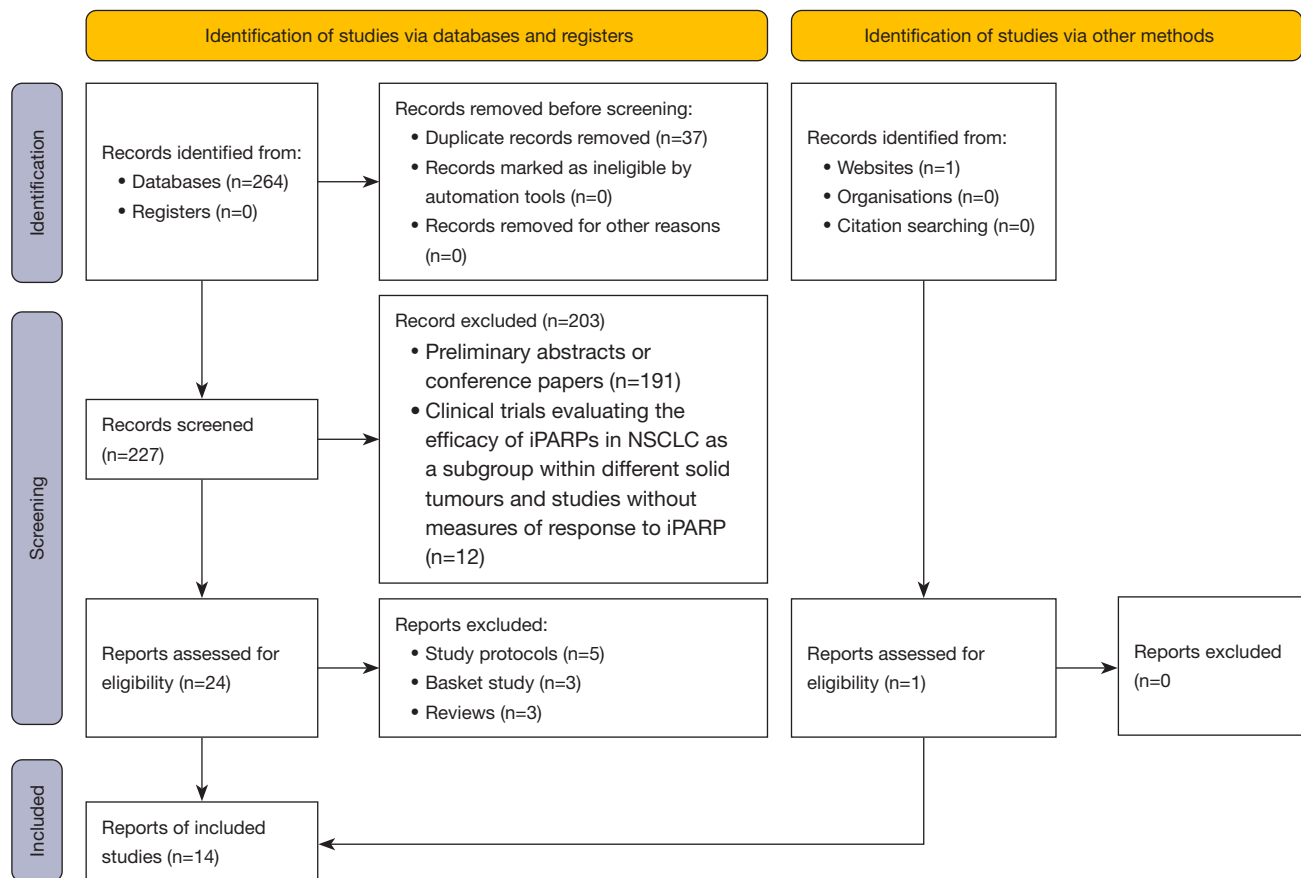 Identification of studies via databases and registers
Identification of studies via other methods
Identification
Records identified from:
• Databases (n=264)
• Registers (n=0)
Records removed before screening:
• Duplicate records removed (n=37)
• Records marked as ineligible by
automation tools (n=0)
• Records removed for other reasons
(n=0)
Records identified from:
• Websites (n=1)
• Organisations (n=0)
• Citation searching (n=0)
Screening
Records screened
(n=227)
Record excluded (n=203)
• Preliminary abstracts or
conference papers (n=191)
• Clinical trials evaluating the
efficacy of iPARPs in NSCLC as
a subgroup within different solid
tumours and studies without
measures of response to iPARP
(n=12)
Reports assessed for
eligibility (n=24)
Reports excluded:
• Study protocols (n=5)
• Basket study (n=3)
• Reviews (n=3)
Reports assessed for
eligibility (n=1)
Reports excluded
(n=0
Included
Reports of included
studies (n=14)